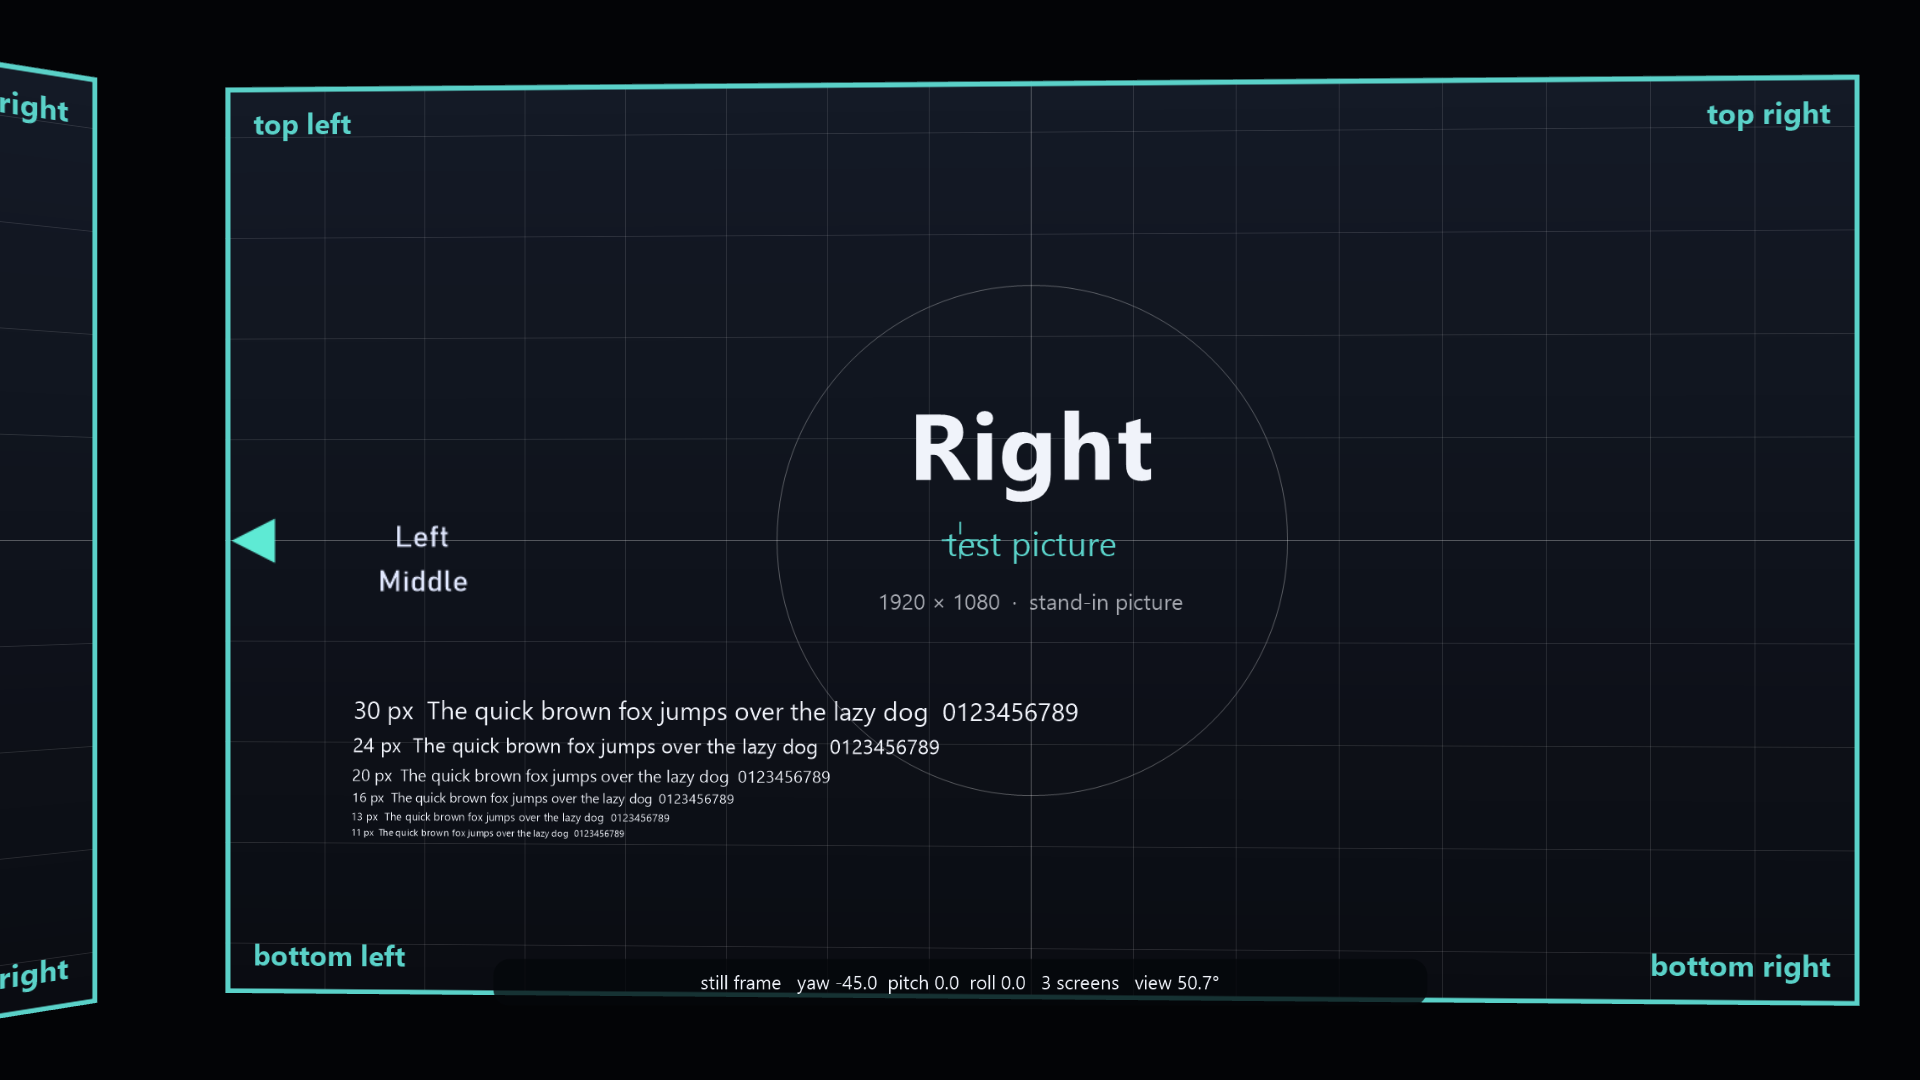 right
top left
top right
Right
test picture
Left
Middle
1920 × 1080 · stand-in picture
30 px The quick brown fox jumps over the lazy dog 0123456789
24 px The quick brown fox jumps over the lazy dog 0123456789
20 px The quick brown fox jumps over the lazy dog 0123456789
16 px The quick brown fox jumps over the lazy dog 0123456789
13 px The quick brown fox jumps over the lazy dog 0123456789
11 px The quick brown fox jumps over the lazy dog 0123456789
right
bottom left
bottom right
still frame yaw -45.0 pitch 0.0 roll 0.0 3 screens view 50.7°